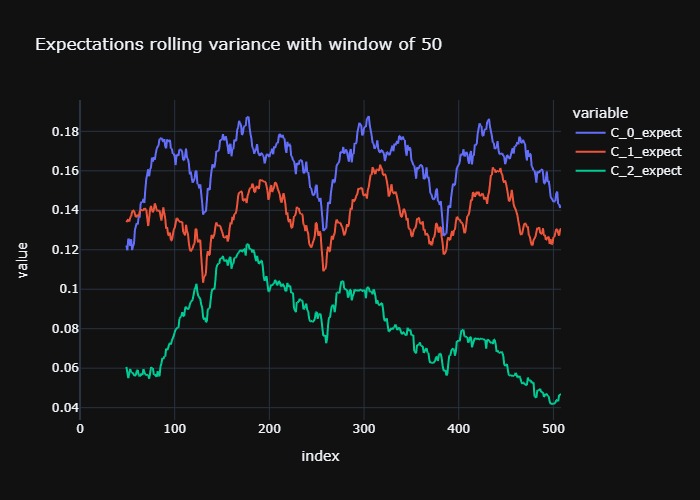 Expectations rolling variance with window of 50
variable
C_0_expect
C_1_expect
C_2_expect
value
0.18
0.16
0.14
0.12
0.1
0.08
0.06
0.04
0 100 200 300 400 500
index